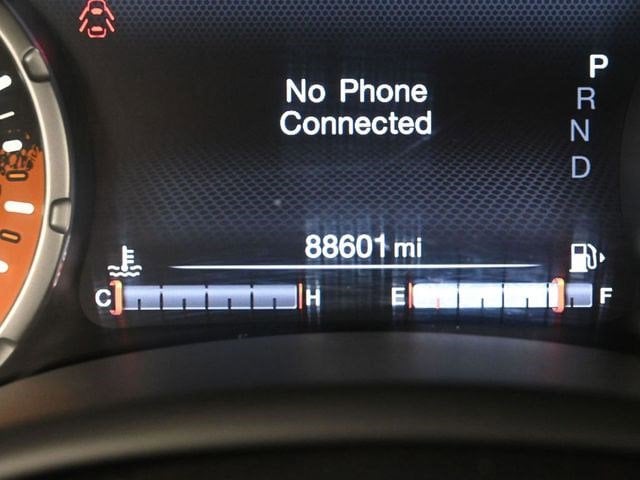 No Phone
Connected
P
R
N
D
88601 mi
C H E F